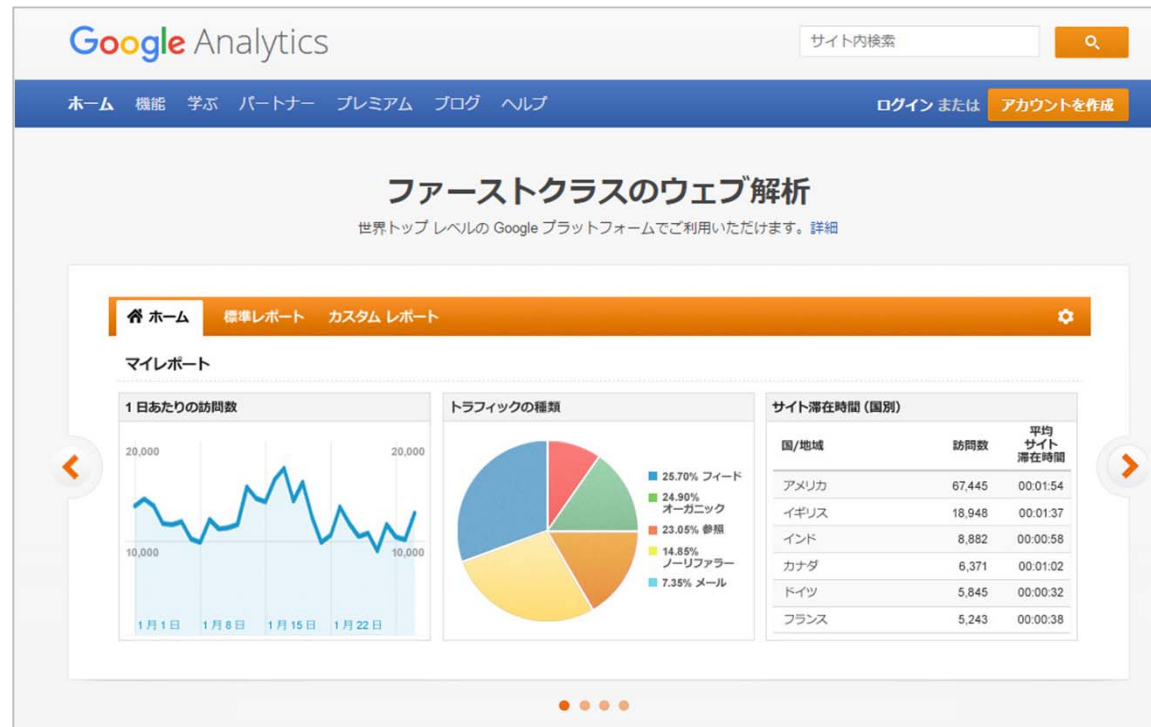 Google Analytics
サイト内検索
ホーム 機能 学ぶ パートナー プレミアム ブログ ヘルプ
ログイン または アカウントを作成
ファーストクラスのウェブ解析
世界トップ レベルの Google プラットフォームでご利用いただけます。詳細
ホーム 標準レポート カスタム レポート
マイレポート
1 日あたりの訪問数
20,000 20,000
10,000 10,000
1 月 1 日 1 月 8 日 1 月 15 日 1 月 22 日
トラフィックの種類
25.70% フィード
24.90%
オーガニック
23.05% 参照
14.85%
ノーリファラー
7.35% メール
サイト滞在時間 (国別)
国/地域 訪問数 平均
サイト
滞在時間
アメリカ 67,445 00:01:54
イギリス 18,948 00:01:37
インド 8,882 00:00:58
カナダ 6,371 00:01:02
ドイツ 5,845 00:00:32
フランス 5,243 00:00:38